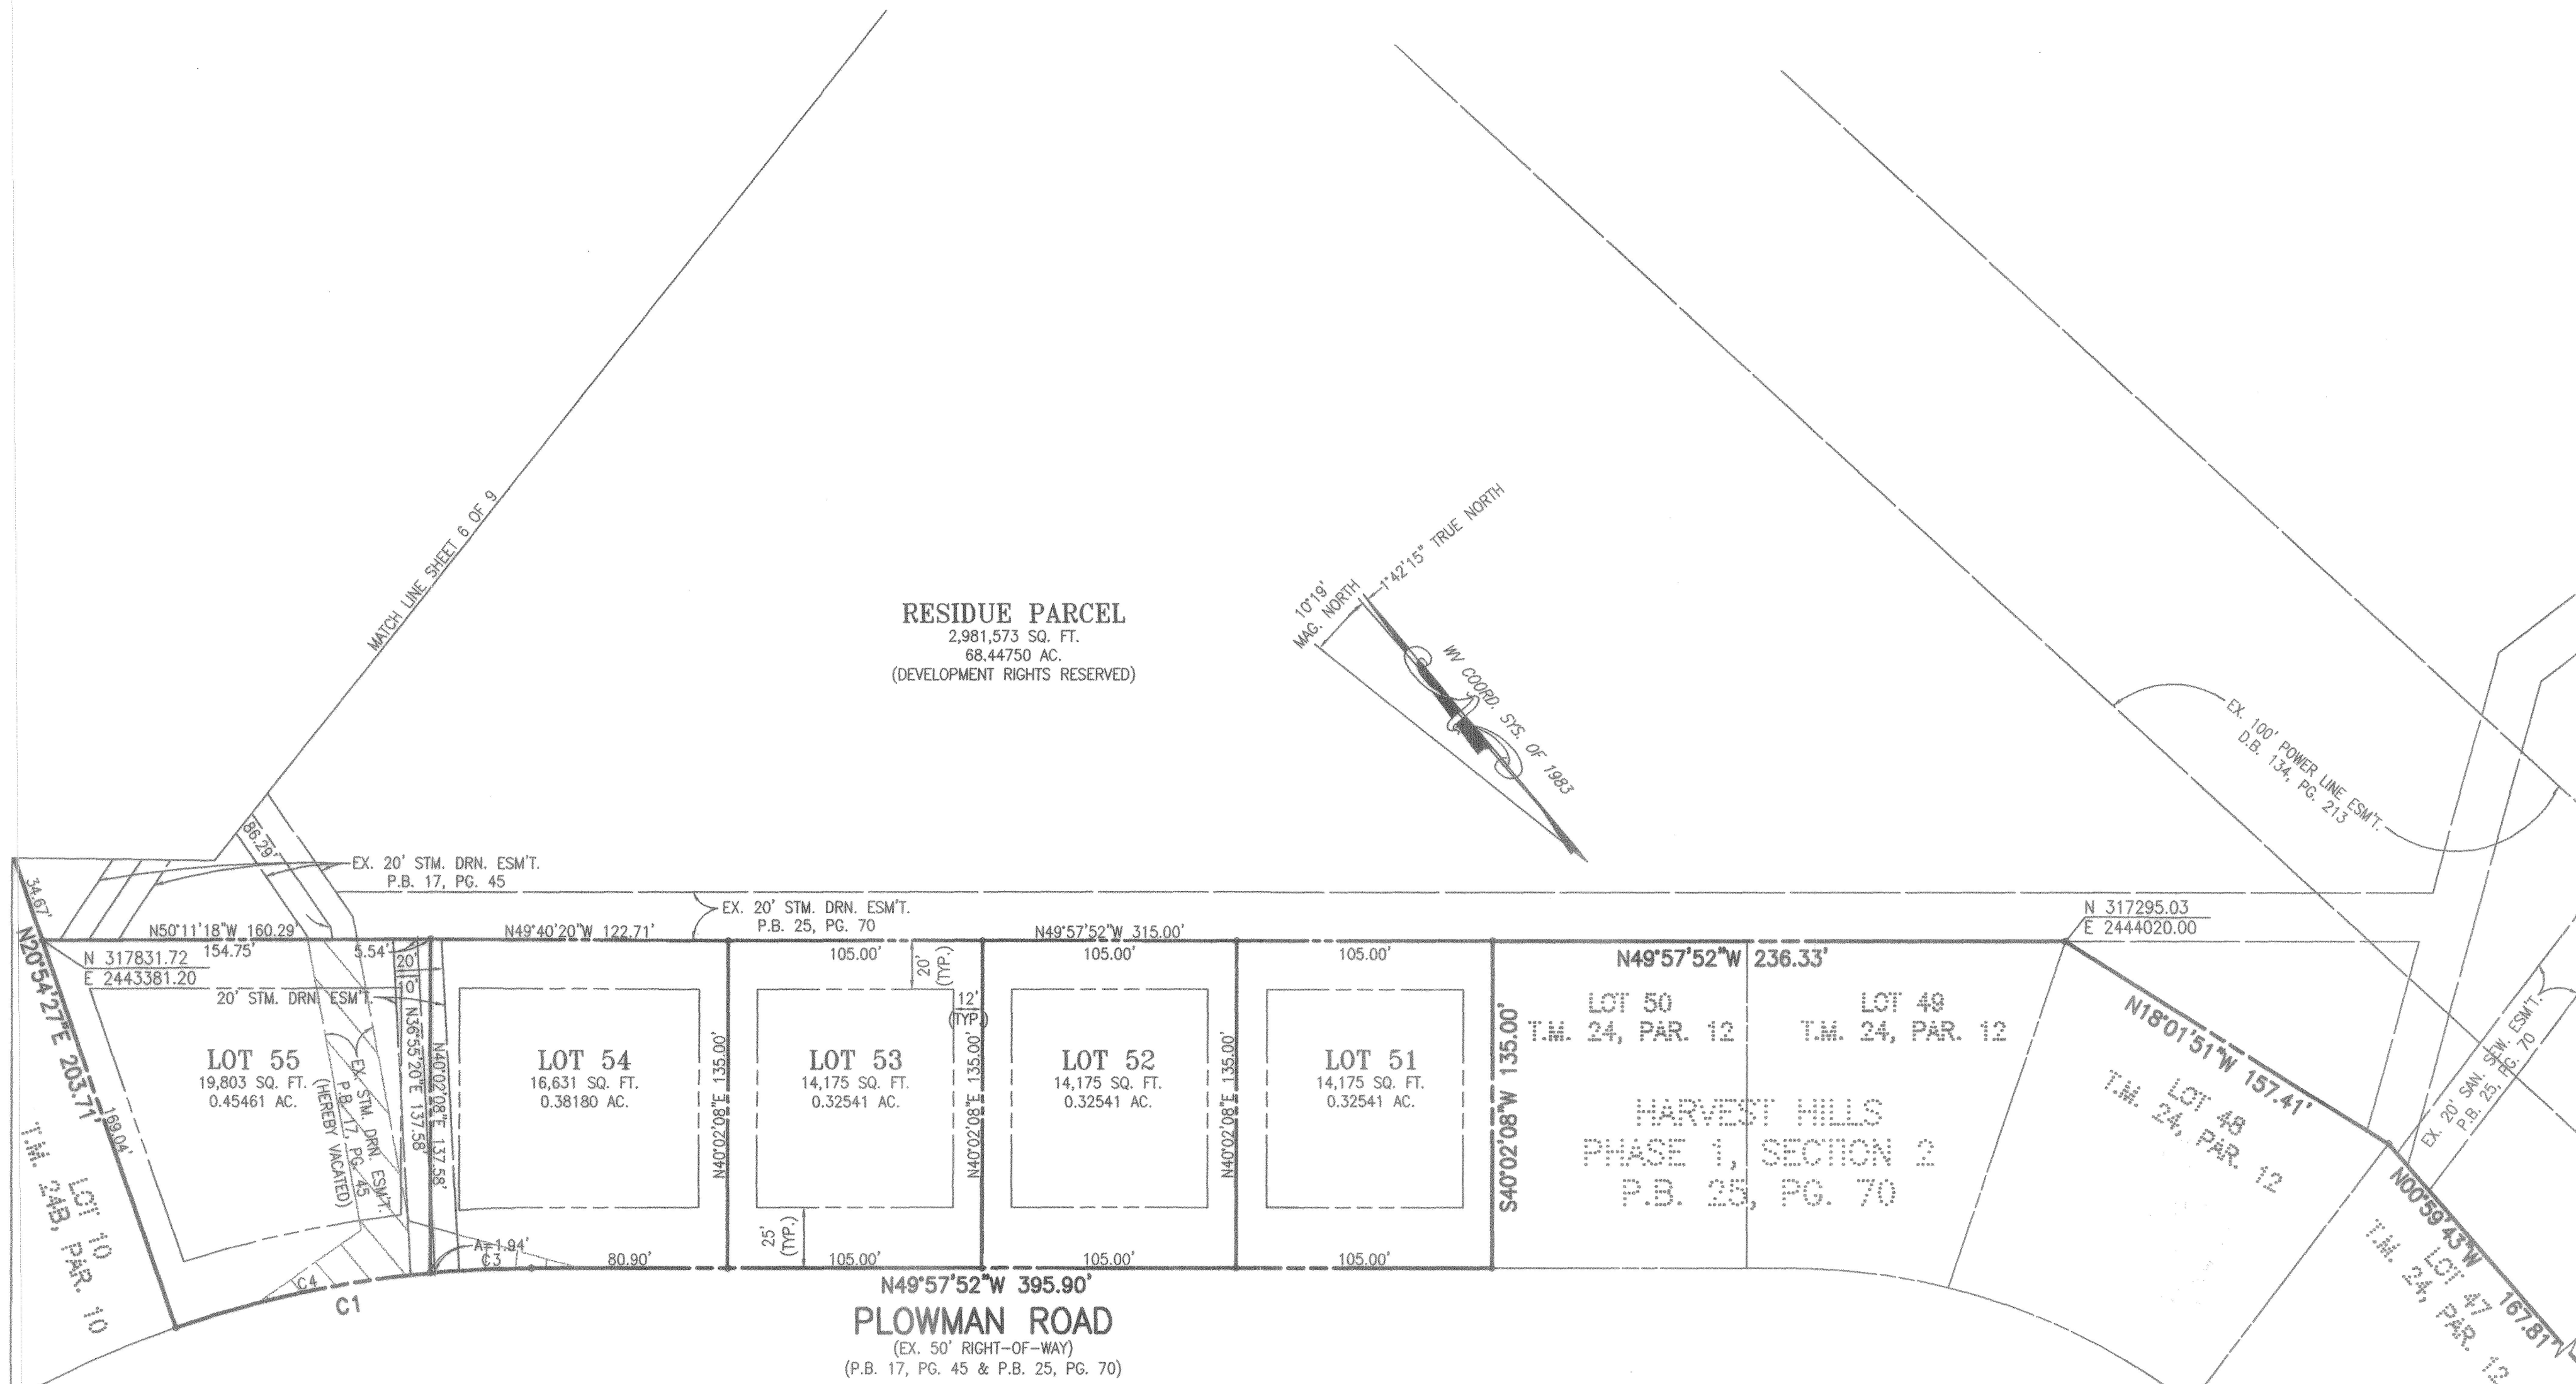 MATCH LINE SHEET 6 OF 9
RESIDUE PARCEL
2,981,573 SQ. FT.
68.44750 AC.
(DEVELOPMENT RIGHTS RESERVED)
10°19'
MAG. NORTH
1°42'15" TRUE NORTH
WV COORD. SYS. OF 1983
EX. 100' POWER LINE ESM'T.
D.B. 134, PG. 213
86.29'
EX. 20' STM. DRN. ESM'T.
P.B. 17, PG. 45
34.67'
N20°54'27"E 203.71'
169.04'
N50°11'18"W 160.29'
154.75'
5.54'
N 317831.72
E 2443381.20
20'
10'
20' STM. DRN. ESM'T.
N49°40'20"W 122.71'
EX. 20' STM. DRN. ESM'T.
P.B. 25, PG. 70
105.00'
20'
(TYP.)
N49°57'52"W 315.00'
105.00'
105.00'
N49°57'52"W 236.33'
N 317295.03
E 2444020.00
LOT 55
19,803 SQ. FT.
0.45461 AC.
EX. STM. DRN. ESM'T.
P.B. 17, PG. 45
(HEREBY VACATED)
N36°55'20"E 137.58'
N40°02'08"E 137.58'
LOT 54
16,631 SQ. FT.
0.38180 AC.
N40°02'08"E 135.00'
LOT 53
14,175 SQ. FT.
0.32541 AC.
12'
(TYP.)
N40°02'08"E 135.00'
LOT 52
14,175 SQ. FT.
0.32541 AC.
N40°02'08"E 135.00'
LOT 51
14,175 SQ. FT.
0.32541 AC.
S40°02'08"W 135.00'
LOT 50
T.M. 24, PAR. 12
LOT 49
T.M. 24, PAR. 12
HARVEST HILLS
PHASE 1, SECTION 2
P.B. 25, PG. 70
N18°01'51"W 157.41'
LOT 48
T.M. 24, PAR. 12
EX. 20' SAN. SEW. ESM'T.
P.B. 25, PG. 70
N00°59'43"W 167.81'
LOT 47
T.M. 24, PAR. 12
LOT 10
T.M. 24B, PAR. 10
C4
C1
A=1.94'
C3
80.90'
25'
(TYP.)
105.00'
105.00'
105.00'
N49°57'52"W 395.90'
PLOWMAN ROAD
(EX. 50' RIGHT-OF-WAY)
(P.B. 17, PG. 45 & P.B. 25, PG. 70)